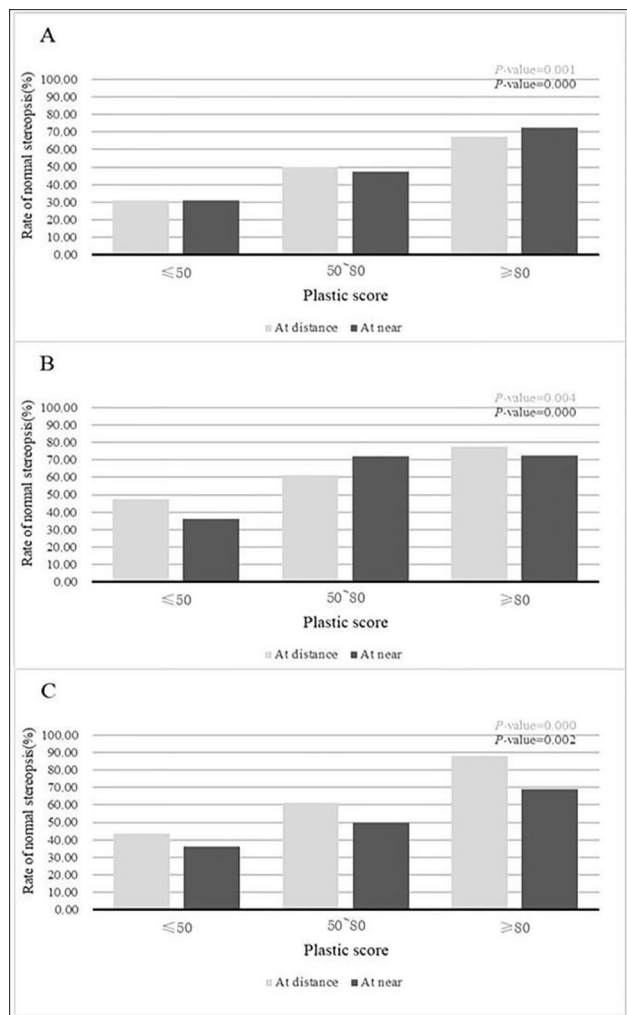 A
P-value=0.001
P-value=0.000
Rate of normal stereopsis(%)
100.00
90.00
80.00
70.00
60.00
50.00
40.00
30.00
20.00
10.00
0.00
≤50 50~80 ≥80
Plastic score
At distance At near
B
P-value=0.004
P-value=0.000
Rate of normal stereopsis(%)
100.00
90.00
80.00
70.00
60.00
50.00
40.00
30.00
20.00
10.00
0.00
≤50 50~80 ≥80
Plastic score
At distance At near
C
P-value=0.000
P-value=0.002
Rate of normal stereopsis(%)
100.00
90.00
80.00
70.00
60.00
50.00
40.00
30.00
20.00
10.00
0.00
≤50 50~80 ≥80
Plastic score
At distance At near